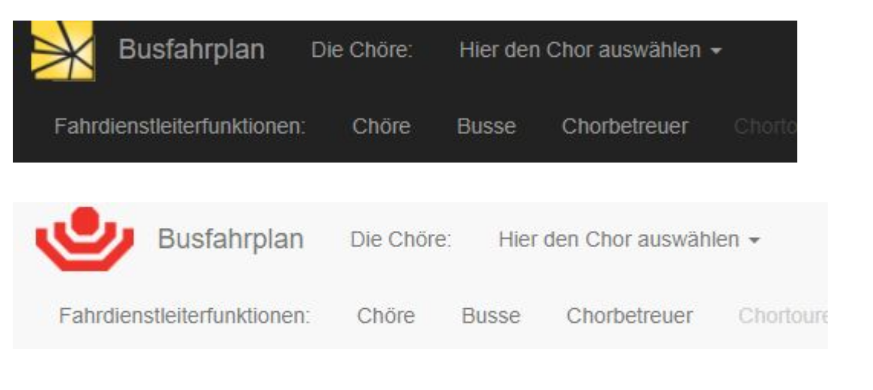 Busfahrplan Die Chöre: Hier den Chor auswählen
Fahrdienstleiterfunktionen: Chöre Busse Chorbetreuer Chorto
Busfahrplan Die Chöre: Hier den Chor auswählen
Fahrdienstleiterfunktionen: Chöre Busse Chorbetreuer Chortoure